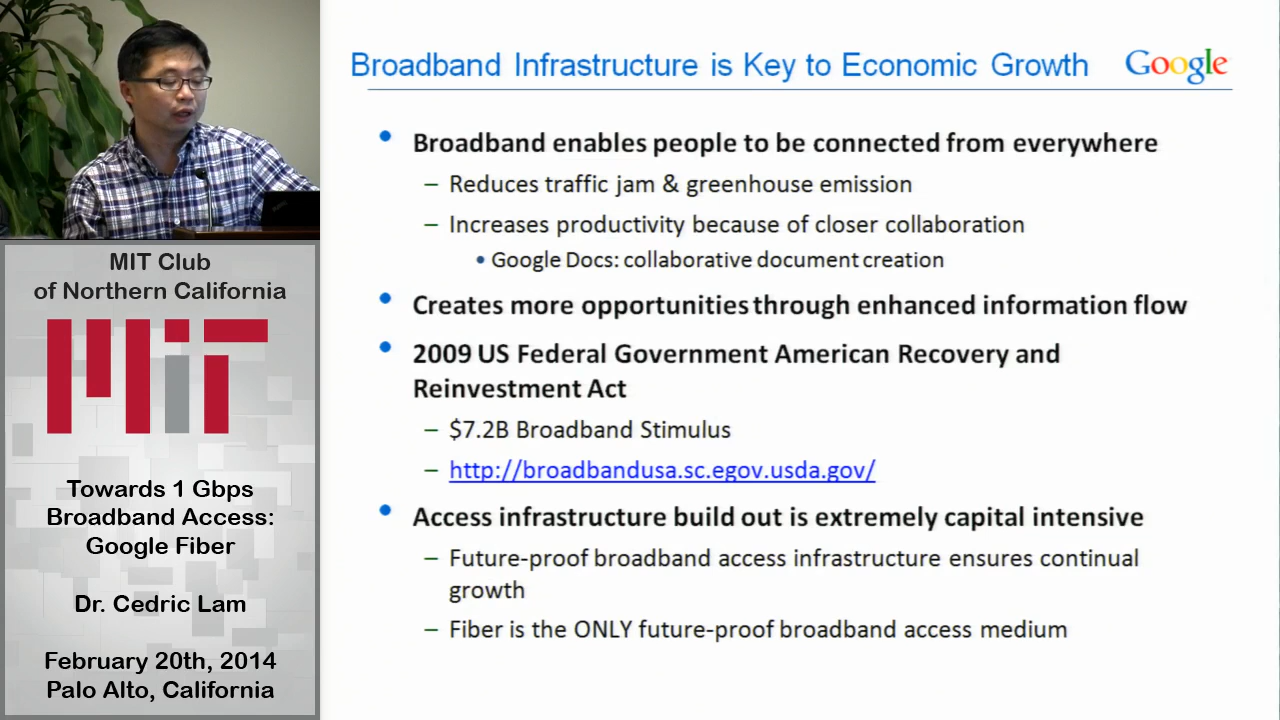 Broadband Infrastructure is Key to Economic Growth
Google
• Broadband enables people to be connected from everywhere
– Reduces traffic jam & greenhouse emission
– Increases productivity because of closer collaboration
• Google Docs: collaborative document creation
• Creates more opportunities through enhanced information flow
• 2009 US Federal Government American Recovery and
Reinvestment Act
– $7.2B Broadband Stimulus
– http://broadbandusa.sc.egov.usda.gov/
• Access infrastructure build out is extremely capital intensive
– Future-proof broadband access infrastructure ensures continual
growth
– Fiber is the ONLY future-proof broadband access medium
MIT Club
of Northern California
MIT
Towards 1 Gbps
Broadband Access:
Google Fiber
Dr. Cedric Lam
February 20th, 2014
Palo Alto, California